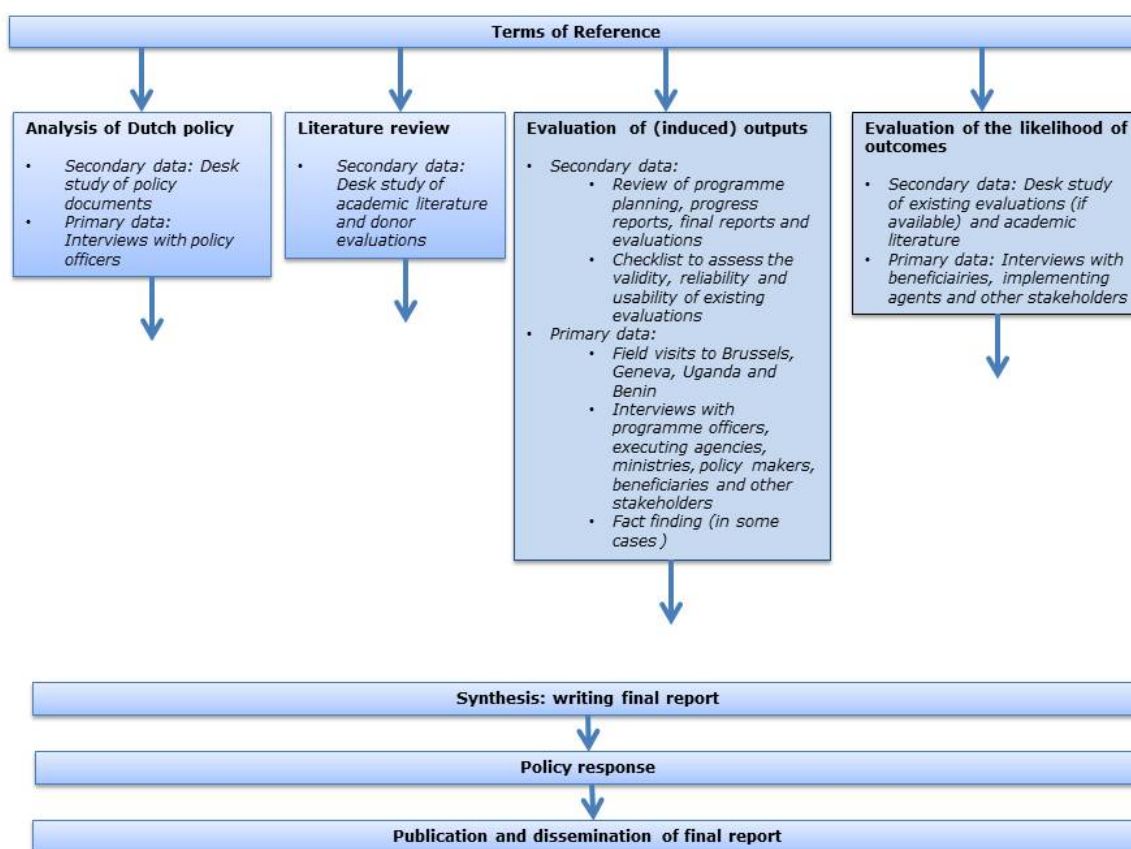 Terms of Reference
Analysis of Dutch policy
• Secondary data: Desk
study of policy
documents
• Primary data:
Interviews with policy
officers
Literature review
• Secondary data:
Desk study of
academic literature
and donor
evaluations
Evaluation of (induced) outputs
• Secondary data:
• Review of programme
planning, progress
reports, final reports and
evaluations
• Checklist to assess the
validity, reliability and
usability of existing
evaluations
• Primary data:
• Field visits to Brussels,
Geneva, Uganda and
Benin
• Interviews with
programme officers,
executing agencies,
ministries, policy makers,
beneficiaries and other
stakeholders
• Fact finding (in some
cases )
Evaluation of the likelihood of
outcomes
• Secondary data: Desk study
of existing evaluations (if
available) and academic
literature
• Primary data: Interviews with
beneficiairies, implementing
agents and other stakeholders
Synthesis: writing final report
Policy response
Publication and dissemination of final report